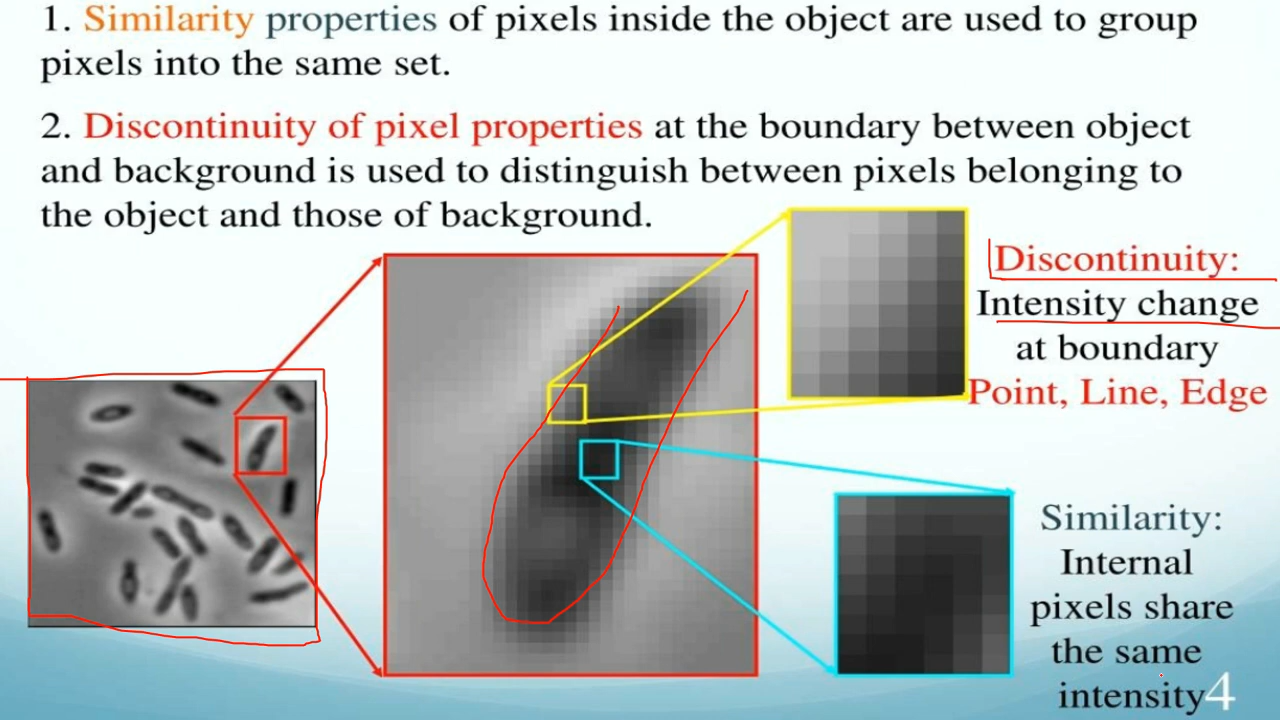 1. Similarity properties of pixels inside the object are used to group
pixels into the same set.
2. Discontinuity of pixel properties at the boundary between object
and background is used to distinguish between pixels belonging to
the object and those of background.
Discontinuity:
Intensity change
at boundary
Point, Line, Edge
Similarity:
Internal
pixels share
the same
intensity
4